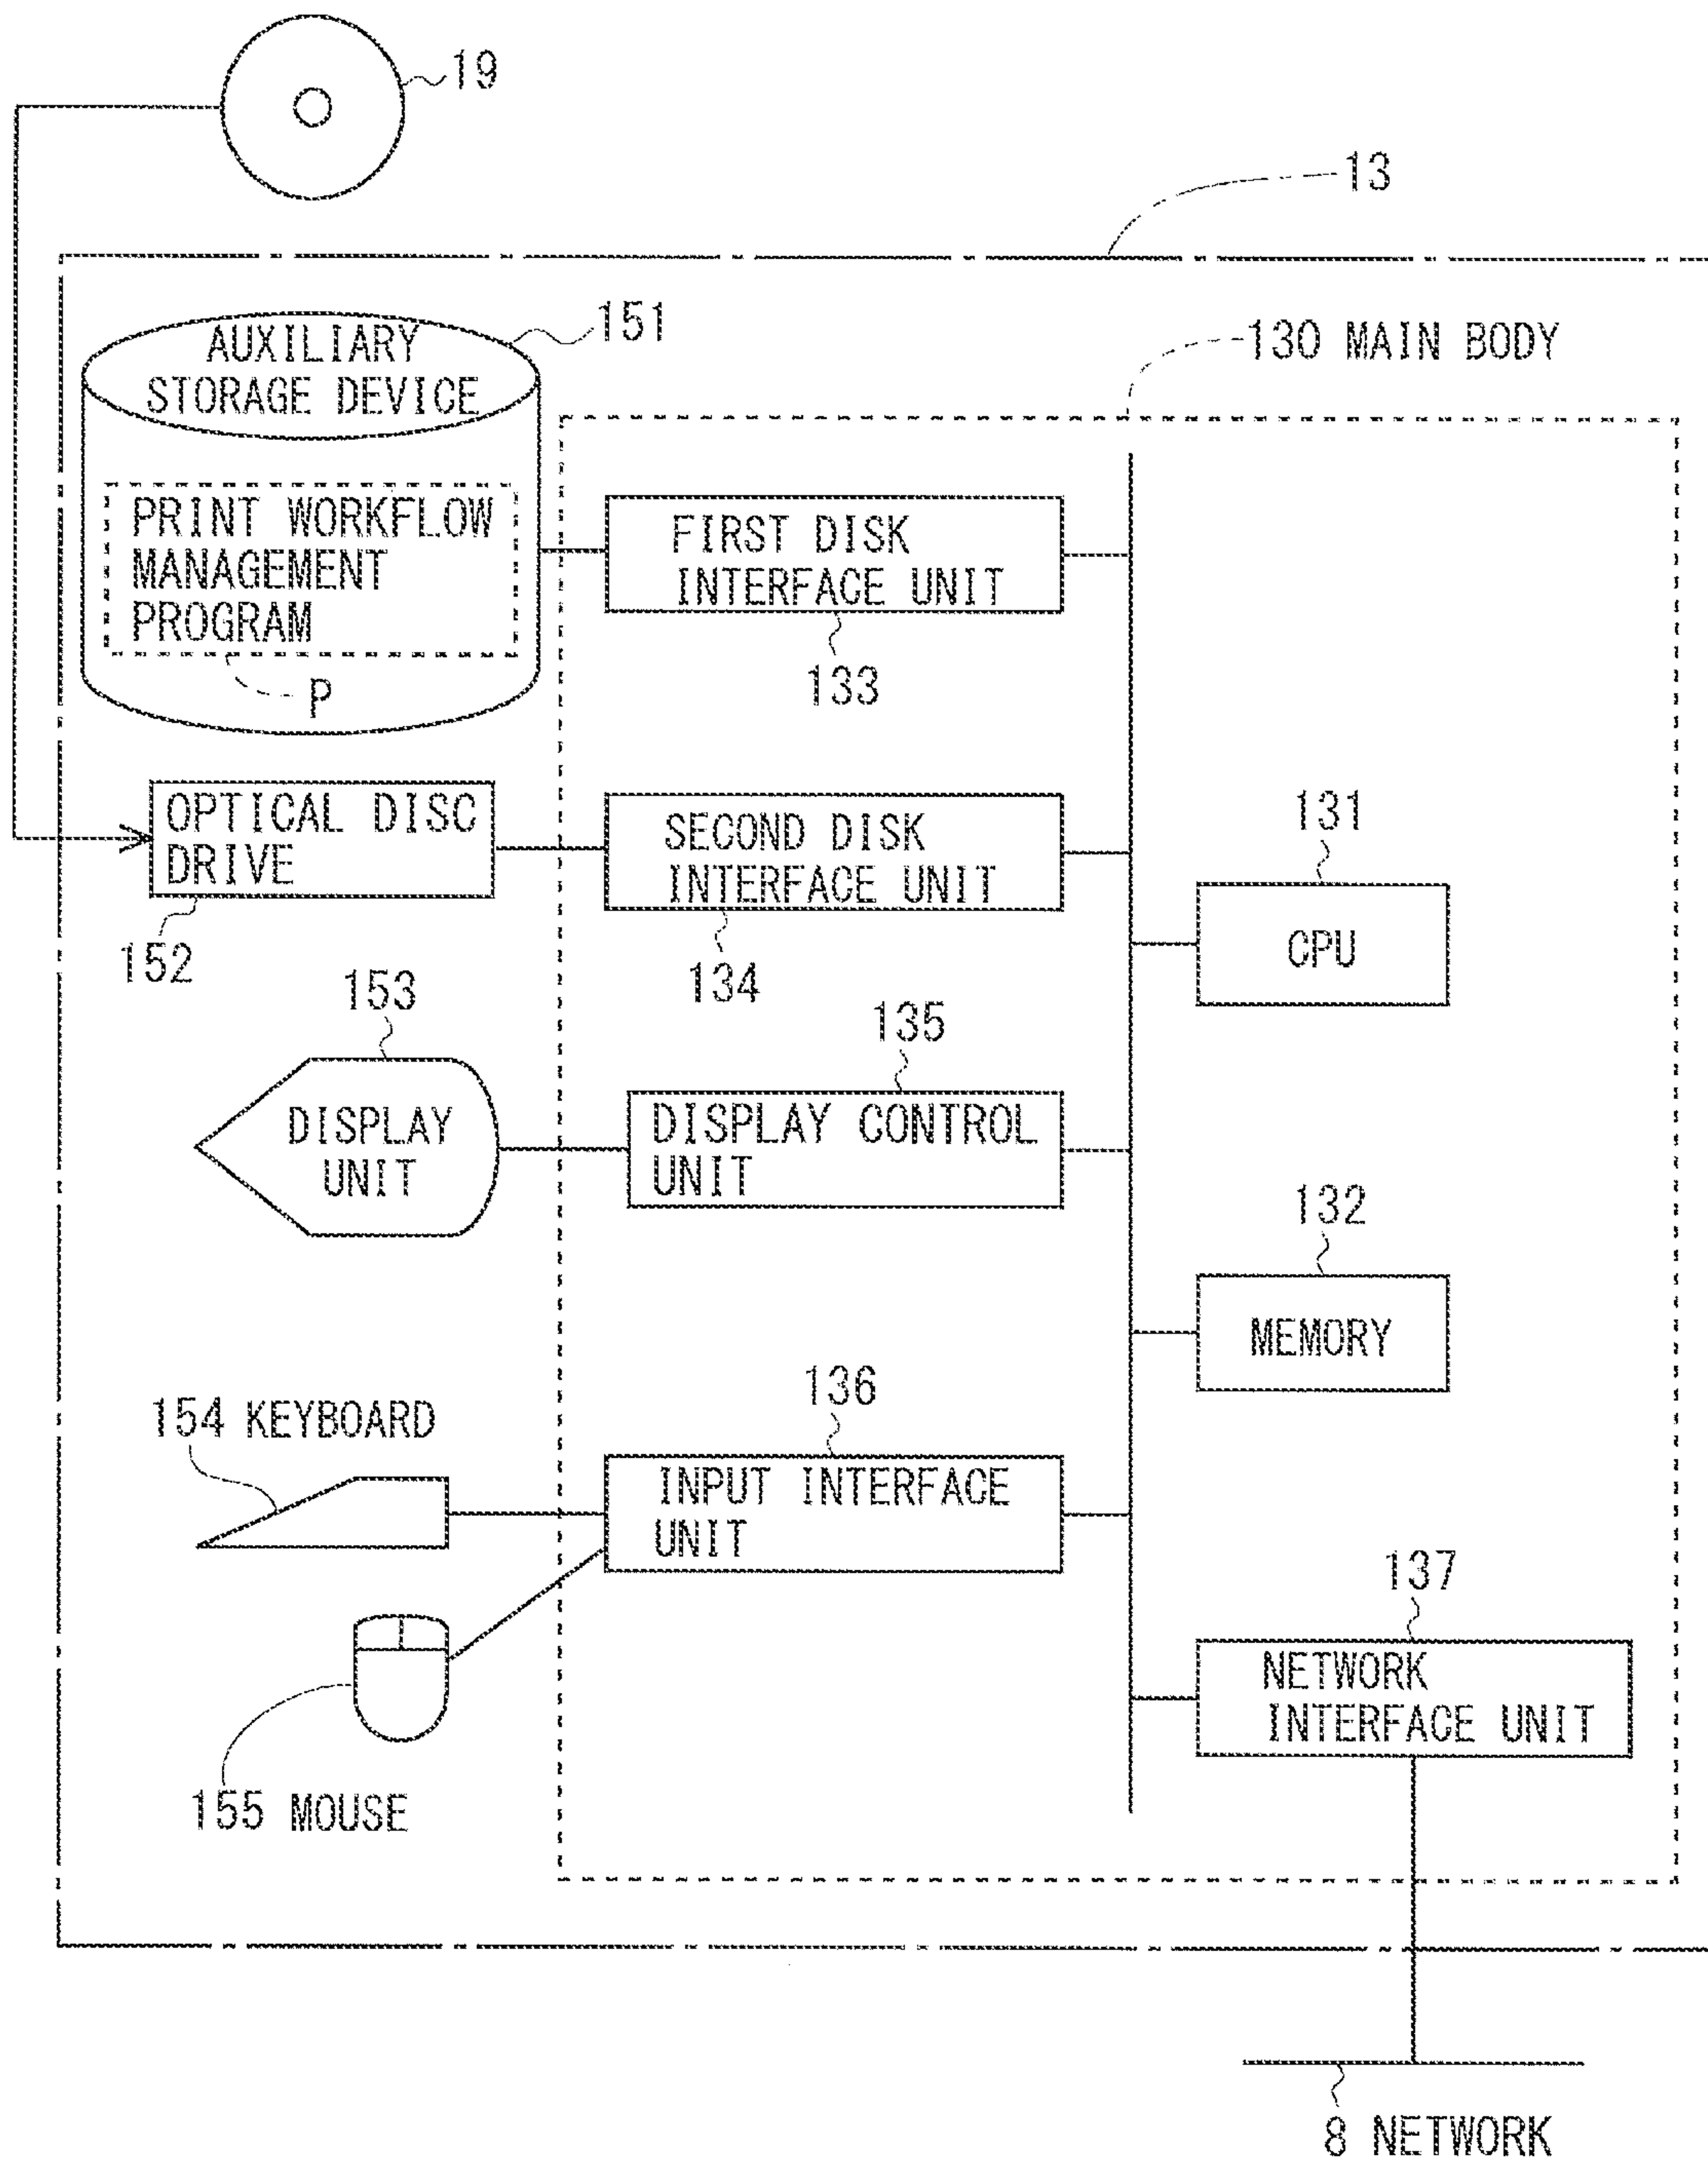 19
13
151
AUXILIARY
STORAGE DEVICE
130 MAIN BODY
PRINT WORKFLOW
MANAGEMENT
PROGRAM
P
FIRST DISK
INTERFACE UNIT
133
OPTICAL DISC
DRIVE
152
SECOND DISK
INTERFACE UNIT
134
131
CPU
153
DISPLAY
UNIT
135
DISPLAY CONTROL
UNIT
132
MEMORY
154 KEYBOARD
136
INPUT INTERFACE
UNIT
137
NETWORK
INTERFACE UNIT
155 MOUSE
8 NETWORK